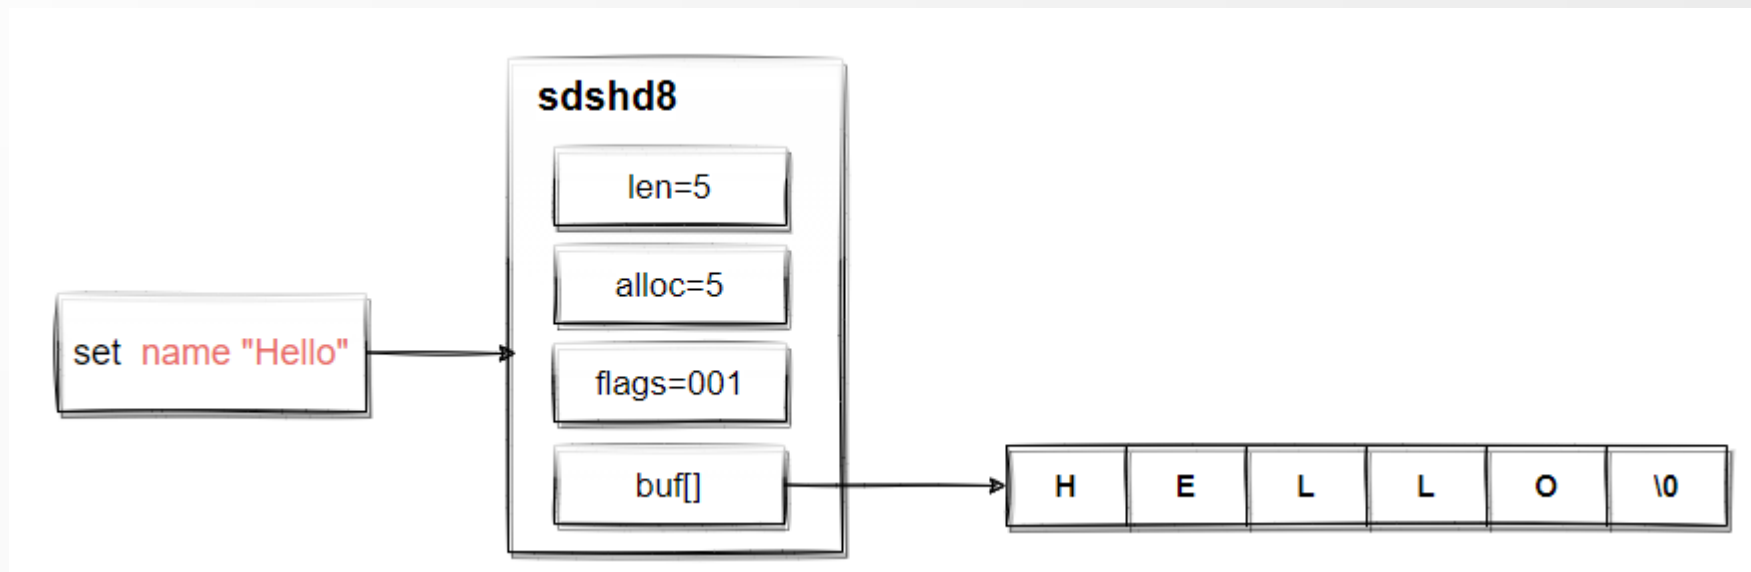 sdshd8
len=5
alloc=5
set name "Hello"
flags=001
buf[]
H E L L O \0